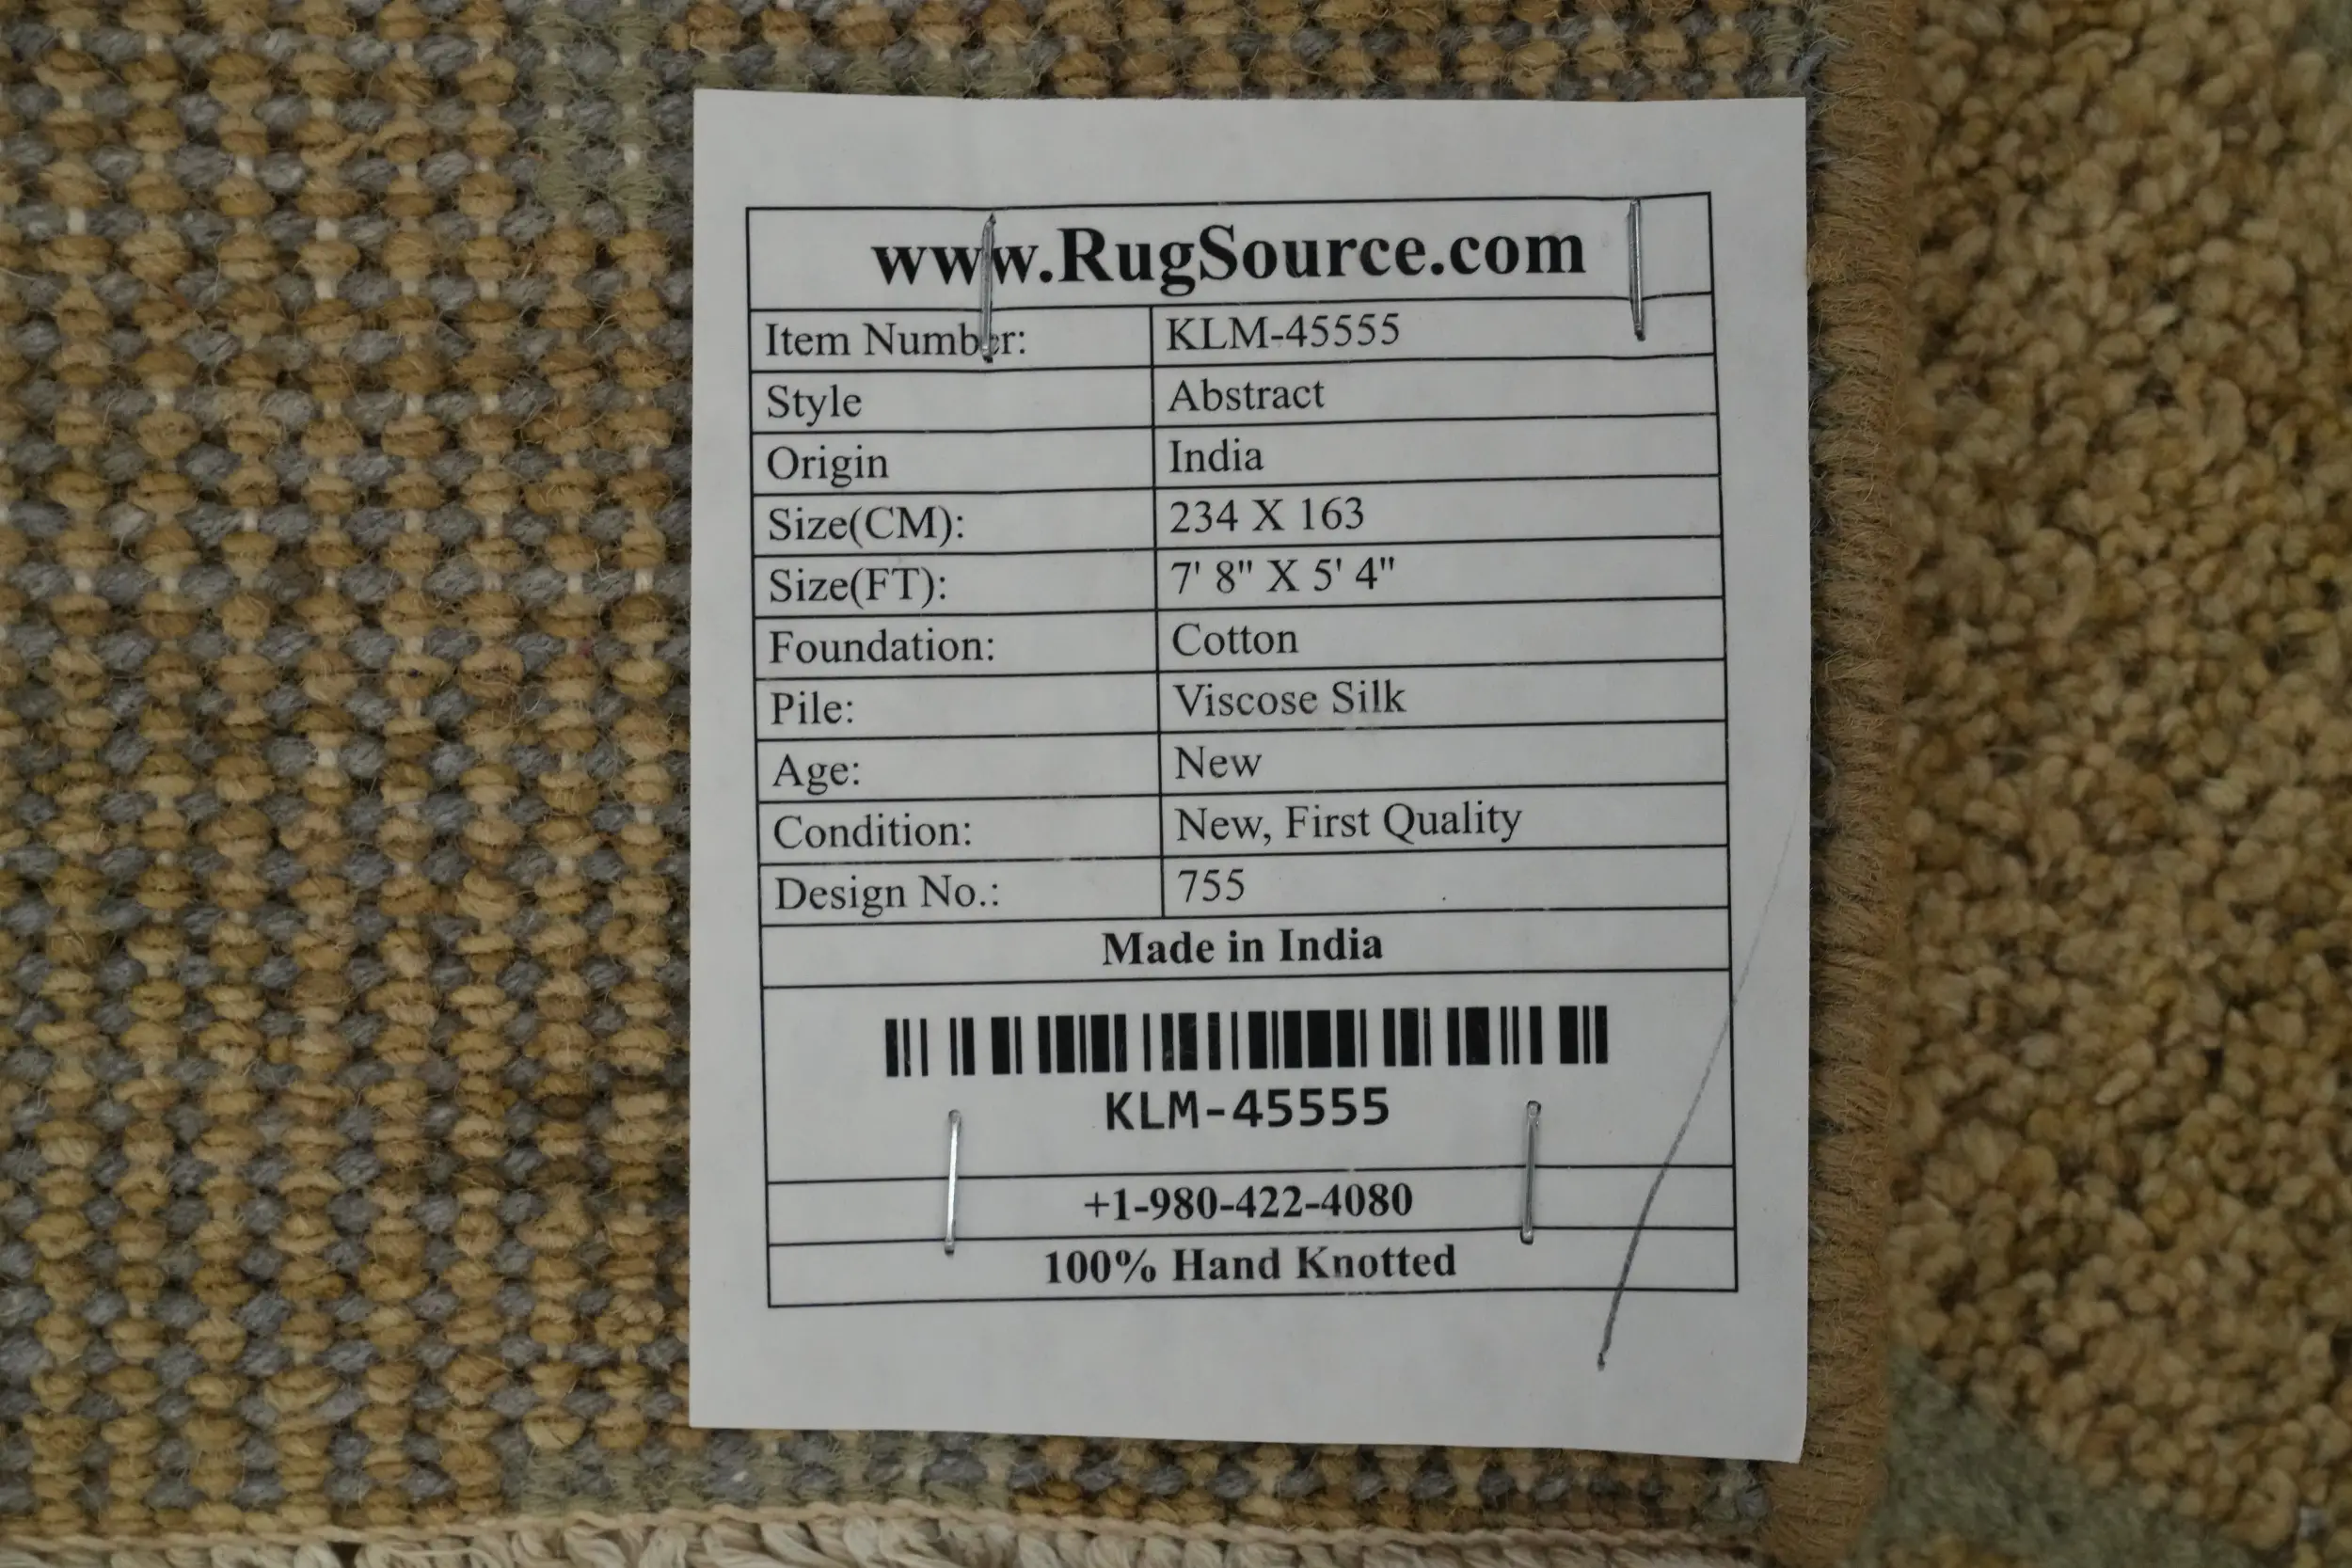 www.RugSource.com
Item Number: KLM-45555
Style Abstract
Origin India
Size(CM): 234 X 163
Size(FT): 7' 8" X 5' 4"
Foundation: Cotton
Pile: Viscose Silk
Age: New
Condition: New, First Quality
Design No.: 755
Made in India
KLM-45555
+1-980-422-4080
100% Hand Knotted